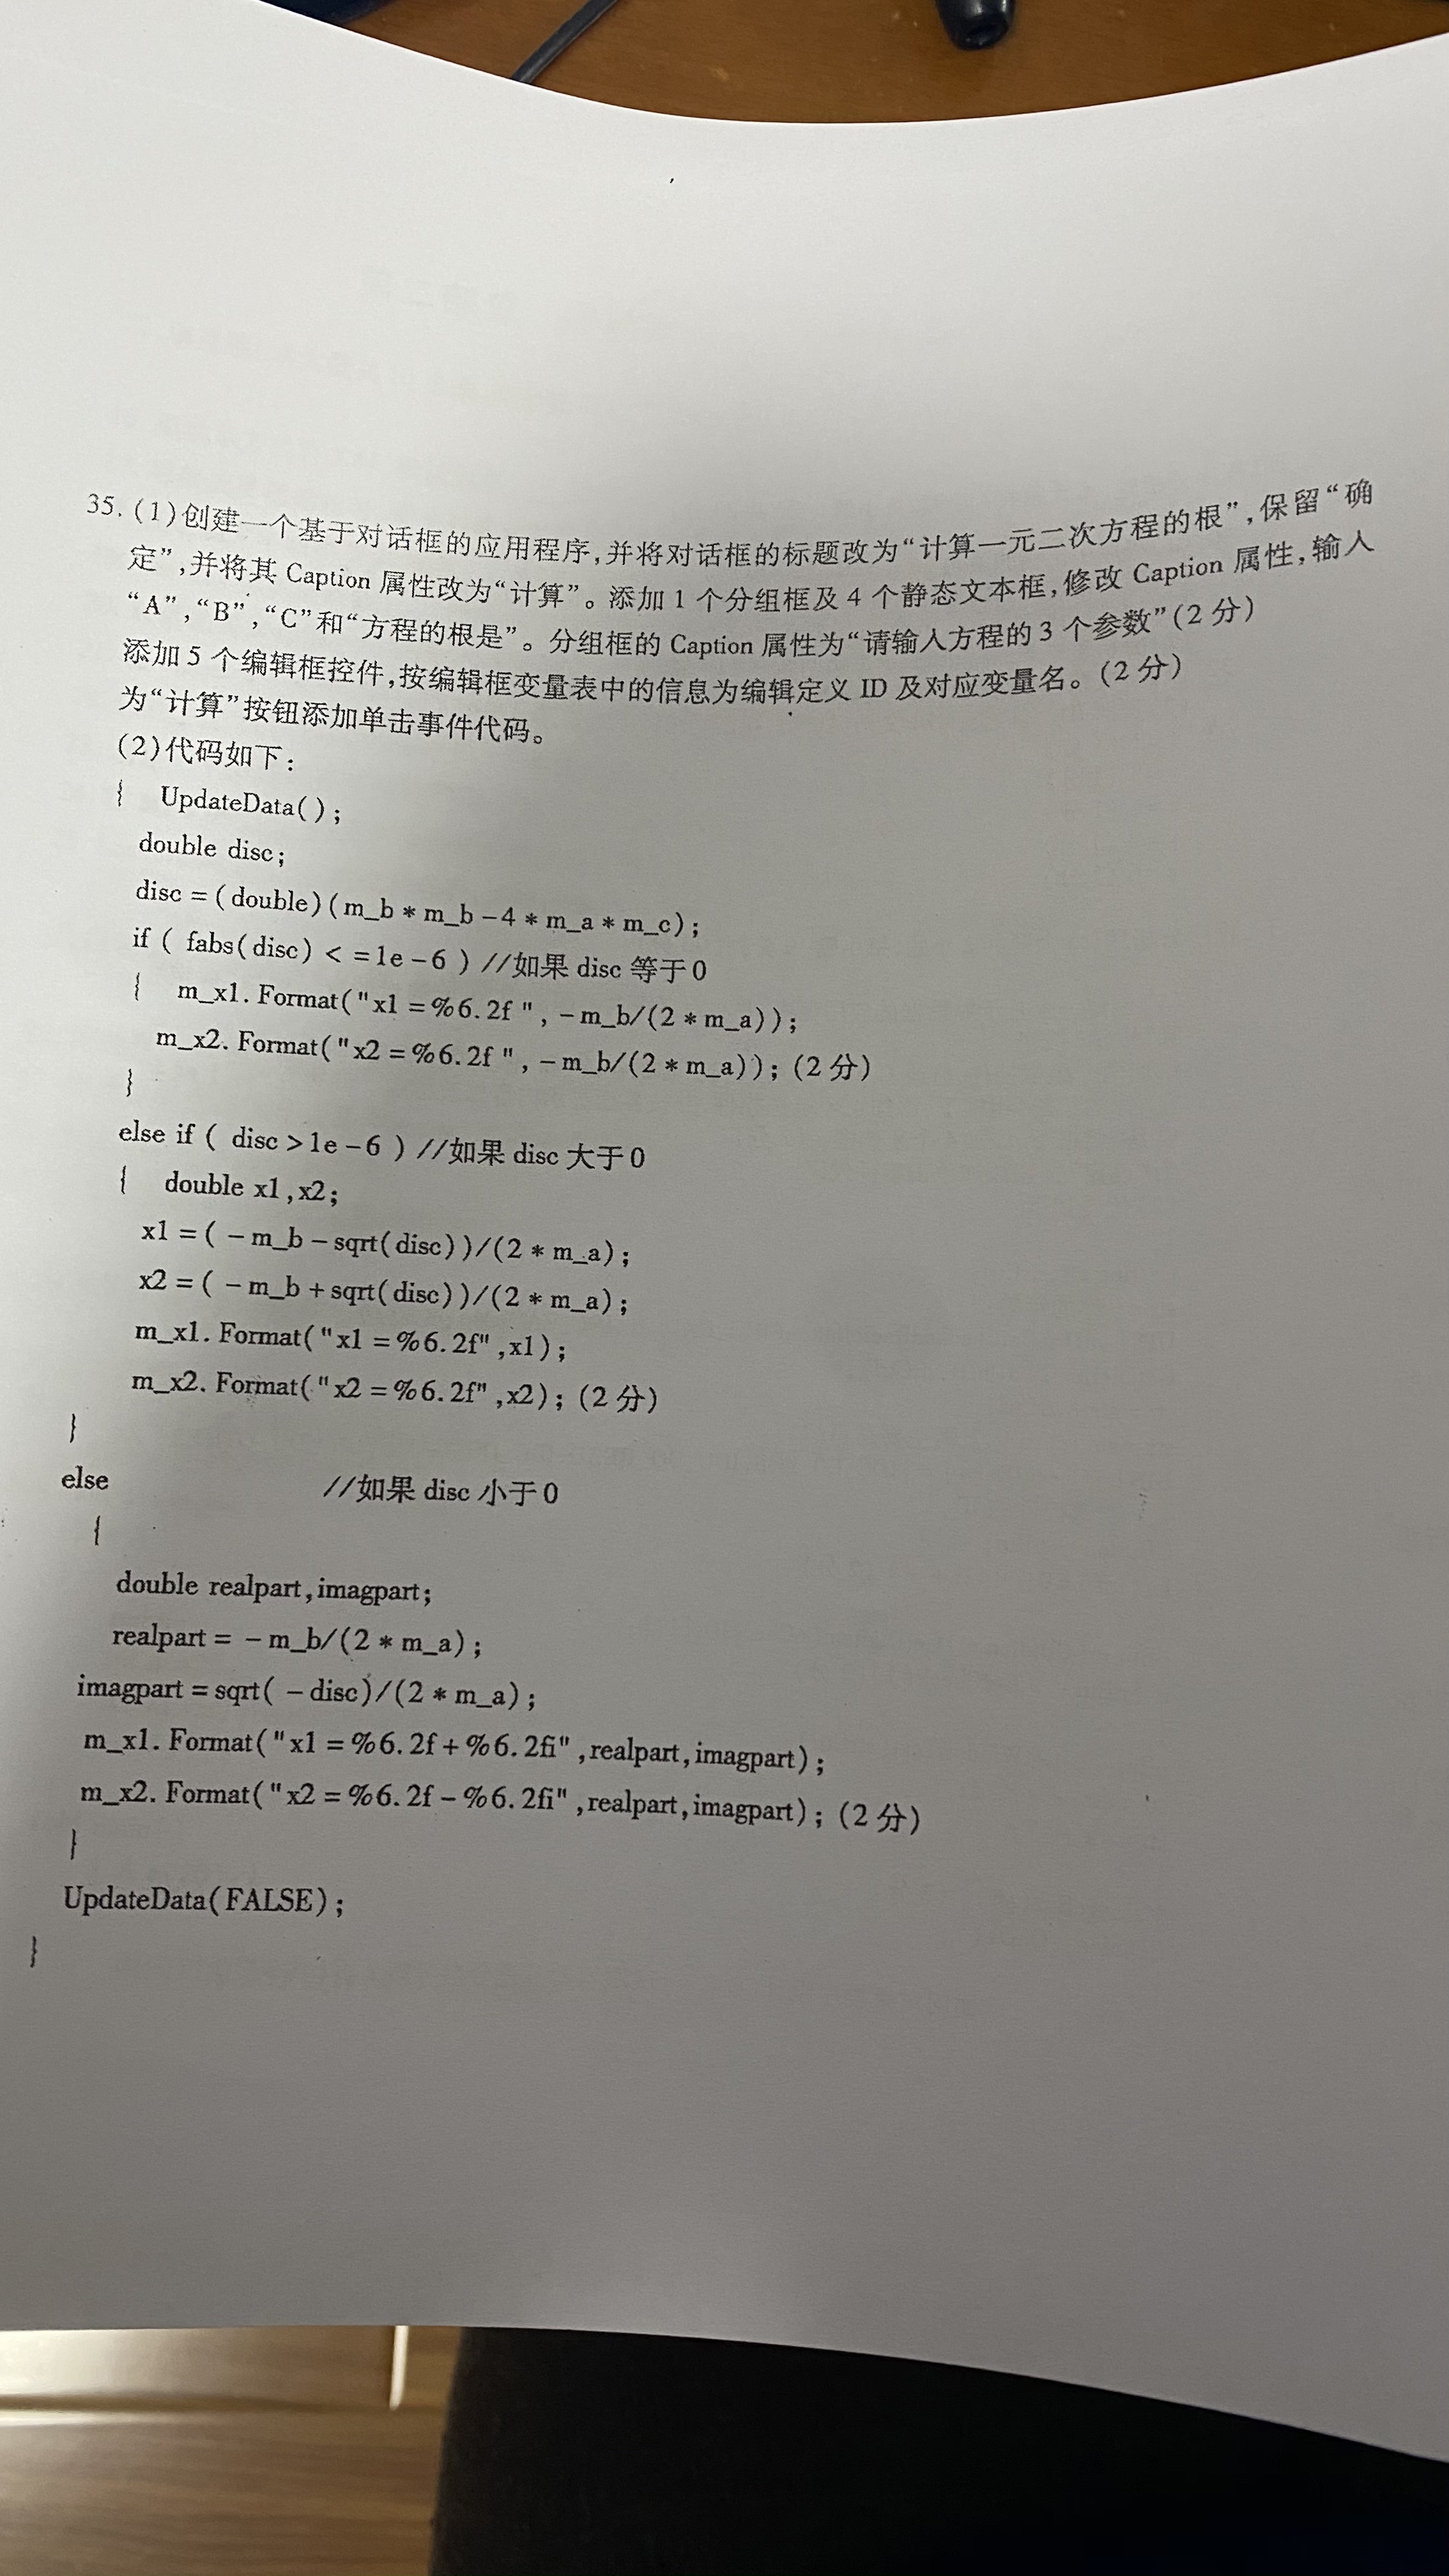 35. (1)创建一个基于对话框的应用程序,并将对话框的标题改为“计算一元二次方程的根”,保留“确
定”,并将其 Caption 属性改为“计算”。添加 1 个分组框及 4 个静态文本框,修改 Caption 属性,输入
“A”,“B”,“C”和“方程的根是”。分组框的 Caption 属性为“请输入方程的 3 个参数”(2 分)
添加 5 个编辑框控件,按编辑框变量表中的信息为编辑定义 ID 及对应变量名。(2 分)
为“计算”按钮添加单击事件代码。
(2)代码如下:
{ UpdateData();
double disc;
disc = (double)(m_b * m_b - 4 * m_a * m_c);
if ( fabs(disc) < = 1e - 6 ) //如果 disc 等于 0
{ m_x1. Format("x1 = %6. 2f ", - m_b/(2 * m_a));
m_x2. Format("x2 = %6. 2f ", - m_b/(2 * m_a)); (2 分)
}
else if ( disc > 1e - 6 ) //如果 disc 大于 0
{ double x1,x2;
x1 = ( - m_b - sqrt(disc))/(2 * m_a);
x2 = ( - m_b + sqrt(disc))/(2 * m_a);
m_x1. Format("x1 = %6. 2f",x1);
m_x2. Format("x2 = %6. 2f",x2); (2 分)
}
else //如果 disc 小于 0
{
double realpart,imagpart;
realpart = - m_b/(2 * m_a);
imagpart = sqrt( - disc)/(2 * m_a);
m_x1. Format("x1 = %6. 2f + %6. 2fi",realpart,imagpart);
m_x2. Format("x2 = %6. 2f - %6. 2fi",realpart,imagpart); (2 分)
}
UpdateData(FALSE);
}